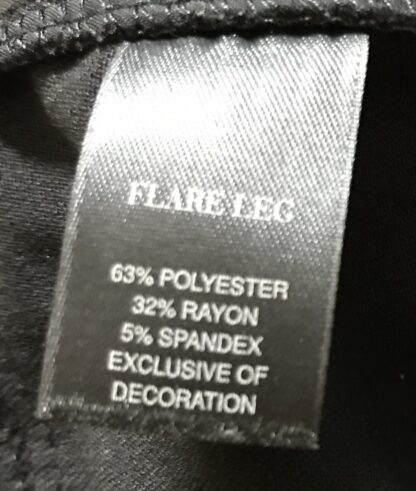 FLARE LEG
63% POLYESTER
32% RAYON
5% SPANDEX
EXCLUSIVE OF
DECORATION